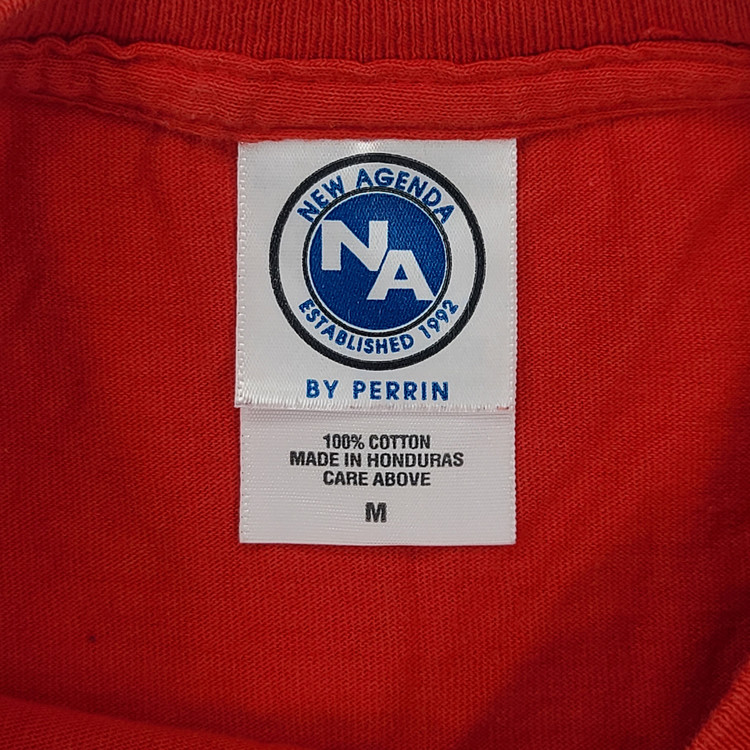 NEW AGENDA
NA
ESTABLISHED 1992
BY PERRIN
100% COTTON
MADE IN HONDURAS
CARE ABOVE
M